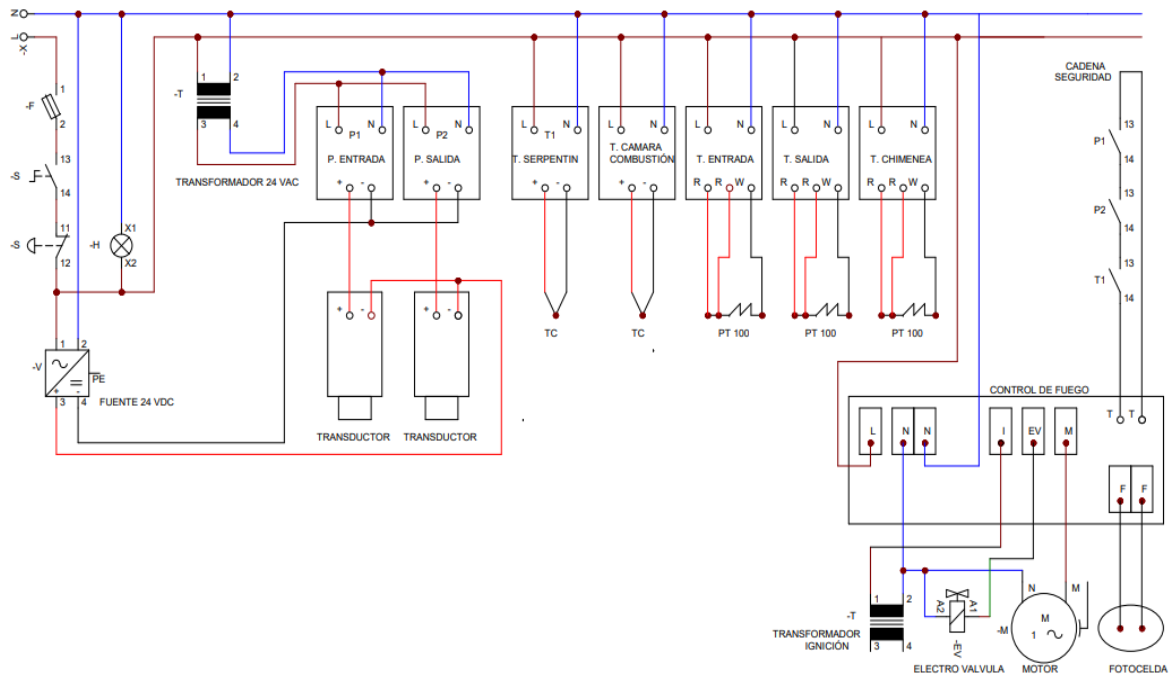 N
L
-X
1
-F
2
13
-S
14
11
-S
12
-H
X1
X2
1
2
-V
PE
+
-
3
4
FUENTE 24 VDC
1
2
-T
3
4
TRANSFORMADOR 24 VAC
L
P1
N
P. ENTRADA
+
-
L
P2
N
P. SALIDA
+
-
+
-
TRANSDUCTOR
+
-
TRANSDUCTOR
L
T1
N
T. SERPENTIN
+
-
TC
L
N
T. CAMARA
COMBUSTIÓN
+
-
TC
L
N
T. ENTRADA
R
R
W
PT 100
L
N
T. SALIDA
R
R
W
PT 100
L
N
T. CHIMENEA
R
R
W
PT 100
CADENA
SEGURIDAD
13
P1
14
13
P2
14
13
T1
14
CONTROL DE FUEGO
L
N
N
I
EV
M
T
T
F
F
1
2
-T
3
4
TRANSFORMADOR
IGNICIÓN
A2
A1
-EV
ELECTRO VALVULA
N
M
M
1
-M
MOTOR
FOTOCELDA